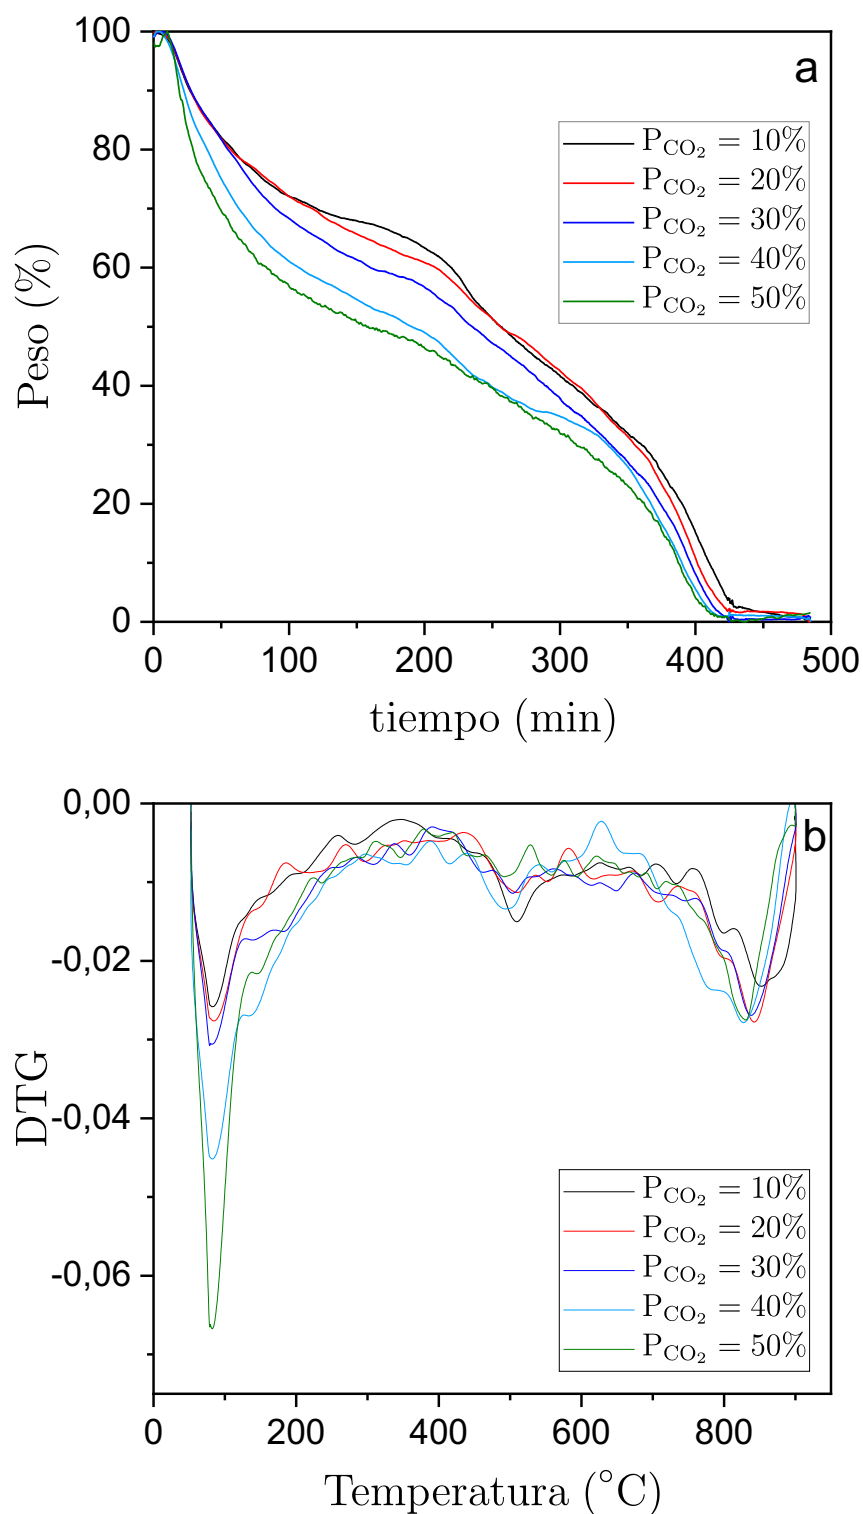 a
100
80
60
40
20
0
Peso (%)
P_CO₂ = 10%
P_CO₂ = 20%
P_CO₂ = 30%
P_CO₂ = 40%
P_CO₂ = 50%
0 100 200 300 400 500
tiempo (min)
b
0,00
-0,02
-0,04
-0,06
DTG
P_CO₂ = 10%
P_CO₂ = 20%
P_CO₂ = 30%
P_CO₂ = 40%
P_CO₂ = 50%
0 200 400 600 800
Temperatura (°C)